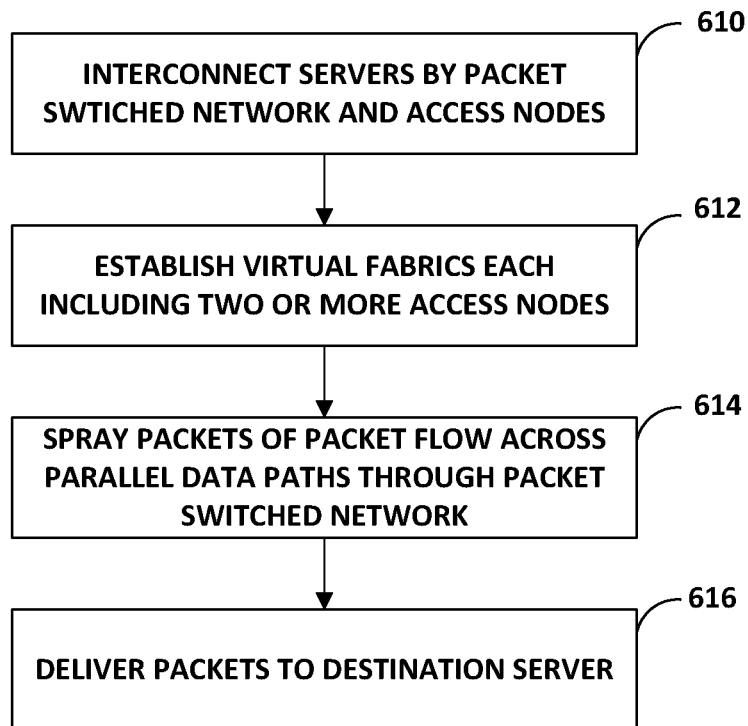 610
INTERCONNECT SERVERS BY PACKET
SWTICHED NETWORK AND ACCESS NODES
612
ESTABLISH VIRTUAL FABRICS EACH
INCLUDING TWO OR MORE ACCESS NODES
614
SPRAY PACKETS OF PACKET FLOW ACROSS
PARALLEL DATA PATHS THROUGH PACKET
SWITCHED NETWORK
616
DELIVER PACKETS TO DESTINATION SERVER